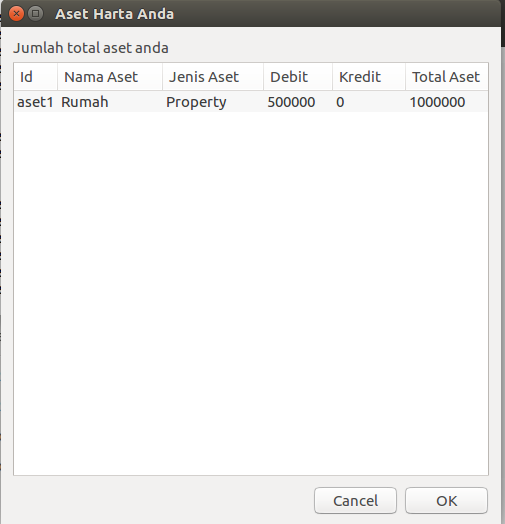 Aset Harta Anda
Jumlah total aset anda
Id Nama Aset Jenis Aset Debit Kredit Total Aset
aset1 Rumah Property 500000 0 1000000
Cancel OK